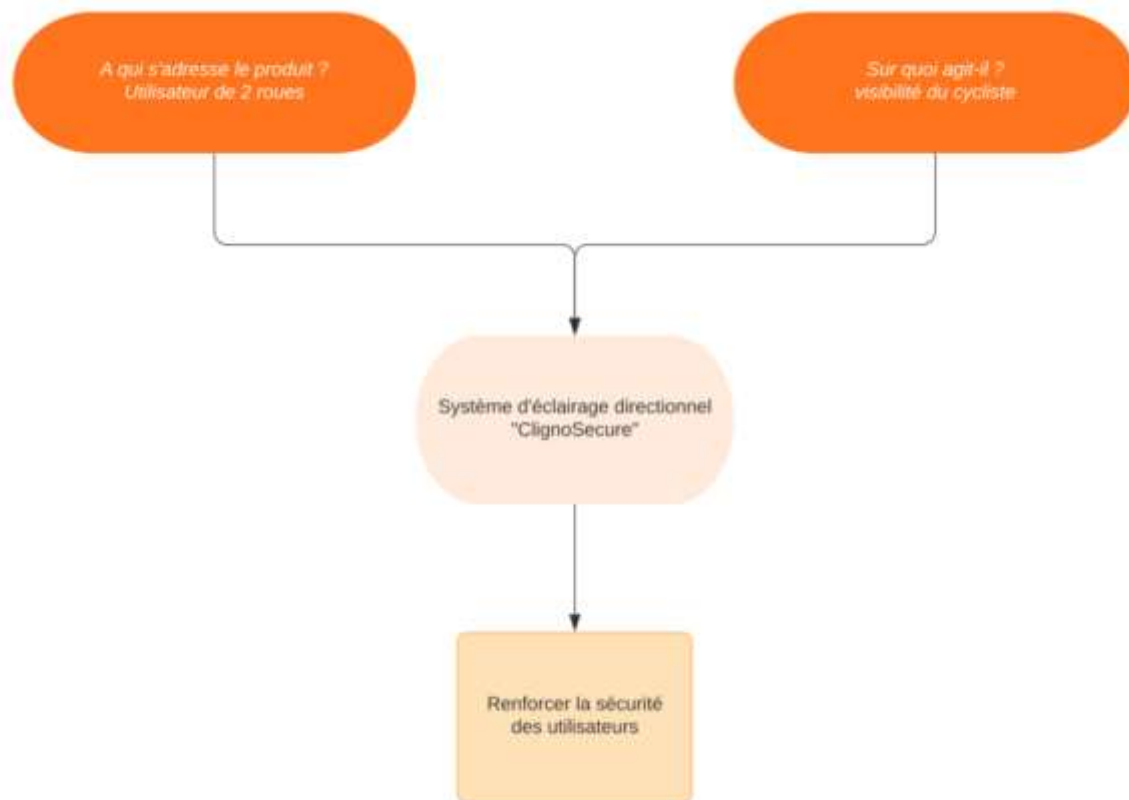 A qui s'adresse le produit ?
Utilisateur de 2 roues
Sur quoi agit-il ?
visibilité du cycliste
Système d'éclairage directionnel
"ClignoSecure"
Renforcer la sécurité
des utilisateurs